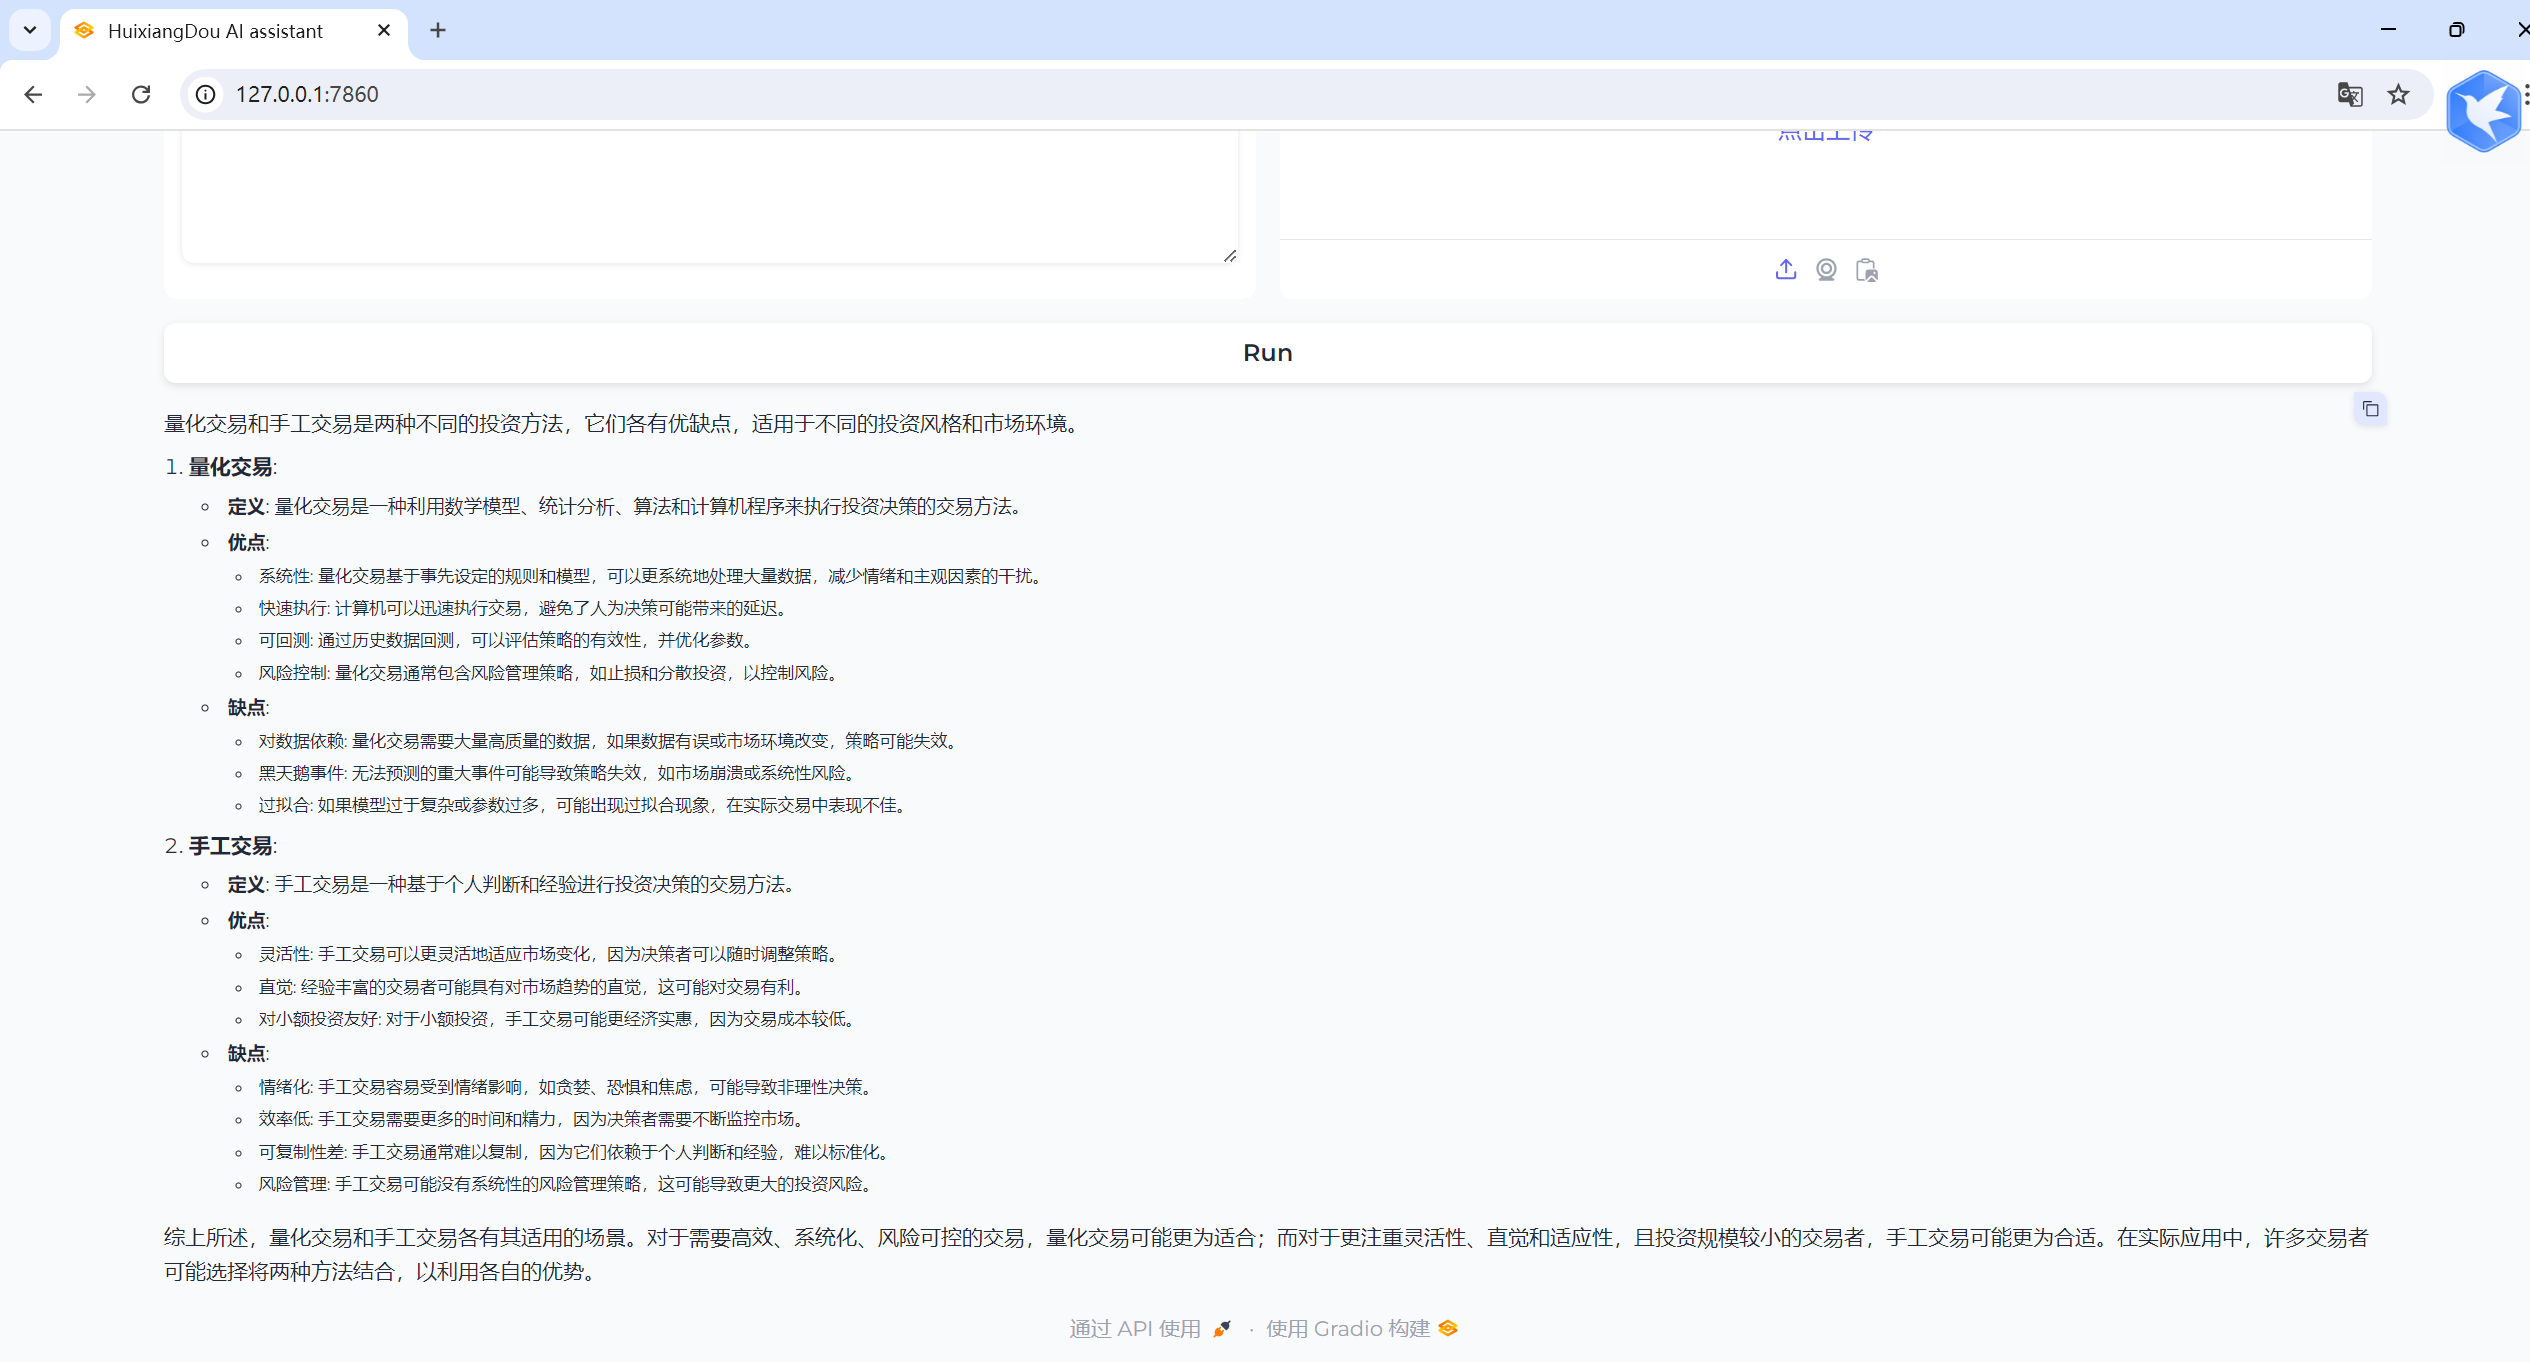 HuixiangDou AI assistant
127.0.0.1:7860
点击上传
Run
量化交易和手工交易是两种不同的投资方法，它们各有优缺点，适用于不同的投资风格和市场环境。
1. 量化交易:
定义: 量化交易是一种利用数学模型、统计分析、算法和计算机程序来执行投资决策的交易方法。
优点:
系统性: 量化交易基于事先设定的规则和模型，可以更系统地处理大量数据，减少情绪和主观因素的干扰。
快速执行: 计算机可以迅速执行交易，避免了人为决策可能带来的延迟。
可回测: 通过历史数据回测，可以评估策略的有效性，并优化参数。
风险控制: 量化交易通常包含风险管理策略，如止损和分散投资，以控制风险。
缺点:
对数据依赖: 量化交易需要大量高质量的数据，如果数据有误或市场环境改变，策略可能失效。
黑天鹅事件: 无法预测的重大事件可能导致策略失效，如市场崩溃或系统性风险。
过拟合: 如果模型过于复杂或参数过多，可能出现过拟合现象，在实际交易中表现不佳。
2. 手工交易:
定义: 手工交易是一种基于个人判断和经验进行投资决策的交易方法。
优点:
灵活性: 手工交易可以更灵活地适应市场变化，因为决策者可以随时调整策略。
直觉: 经验丰富的交易者可能具有对市场趋势的直觉，这可能对交易有利。
对小额投资友好: 对于小额投资，手工交易可能更经济实惠，因为交易成本较低。
缺点:
情绪化: 手工交易容易受到情绪影响，如贪婪、恐惧和焦虑，可能导致非理性决策。
效率低: 手工交易需要更多的时间和精力，因为决策者需要不断监控市场。
可复制性差: 手工交易通常难以复制，因为它们依赖于个人判断和经验，难以标准化。
风险管理: 手工交易可能没有系统性的风险管理策略，这可能导致更大的投资风险。
综上所述，量化交易和手工交易各有其适用的场景。对于需要高效、系统化、风险可控的交易，量化交易可能更为适合；而对于更注重灵活性、直觉和适应性，且投资规模较小的交易者，手工交易可能更为合适。在实际应用中，许多交易者
可能选择将两种方法结合，以利用各自的优势。
通过 API 使用 · 使用 Gradio 构建